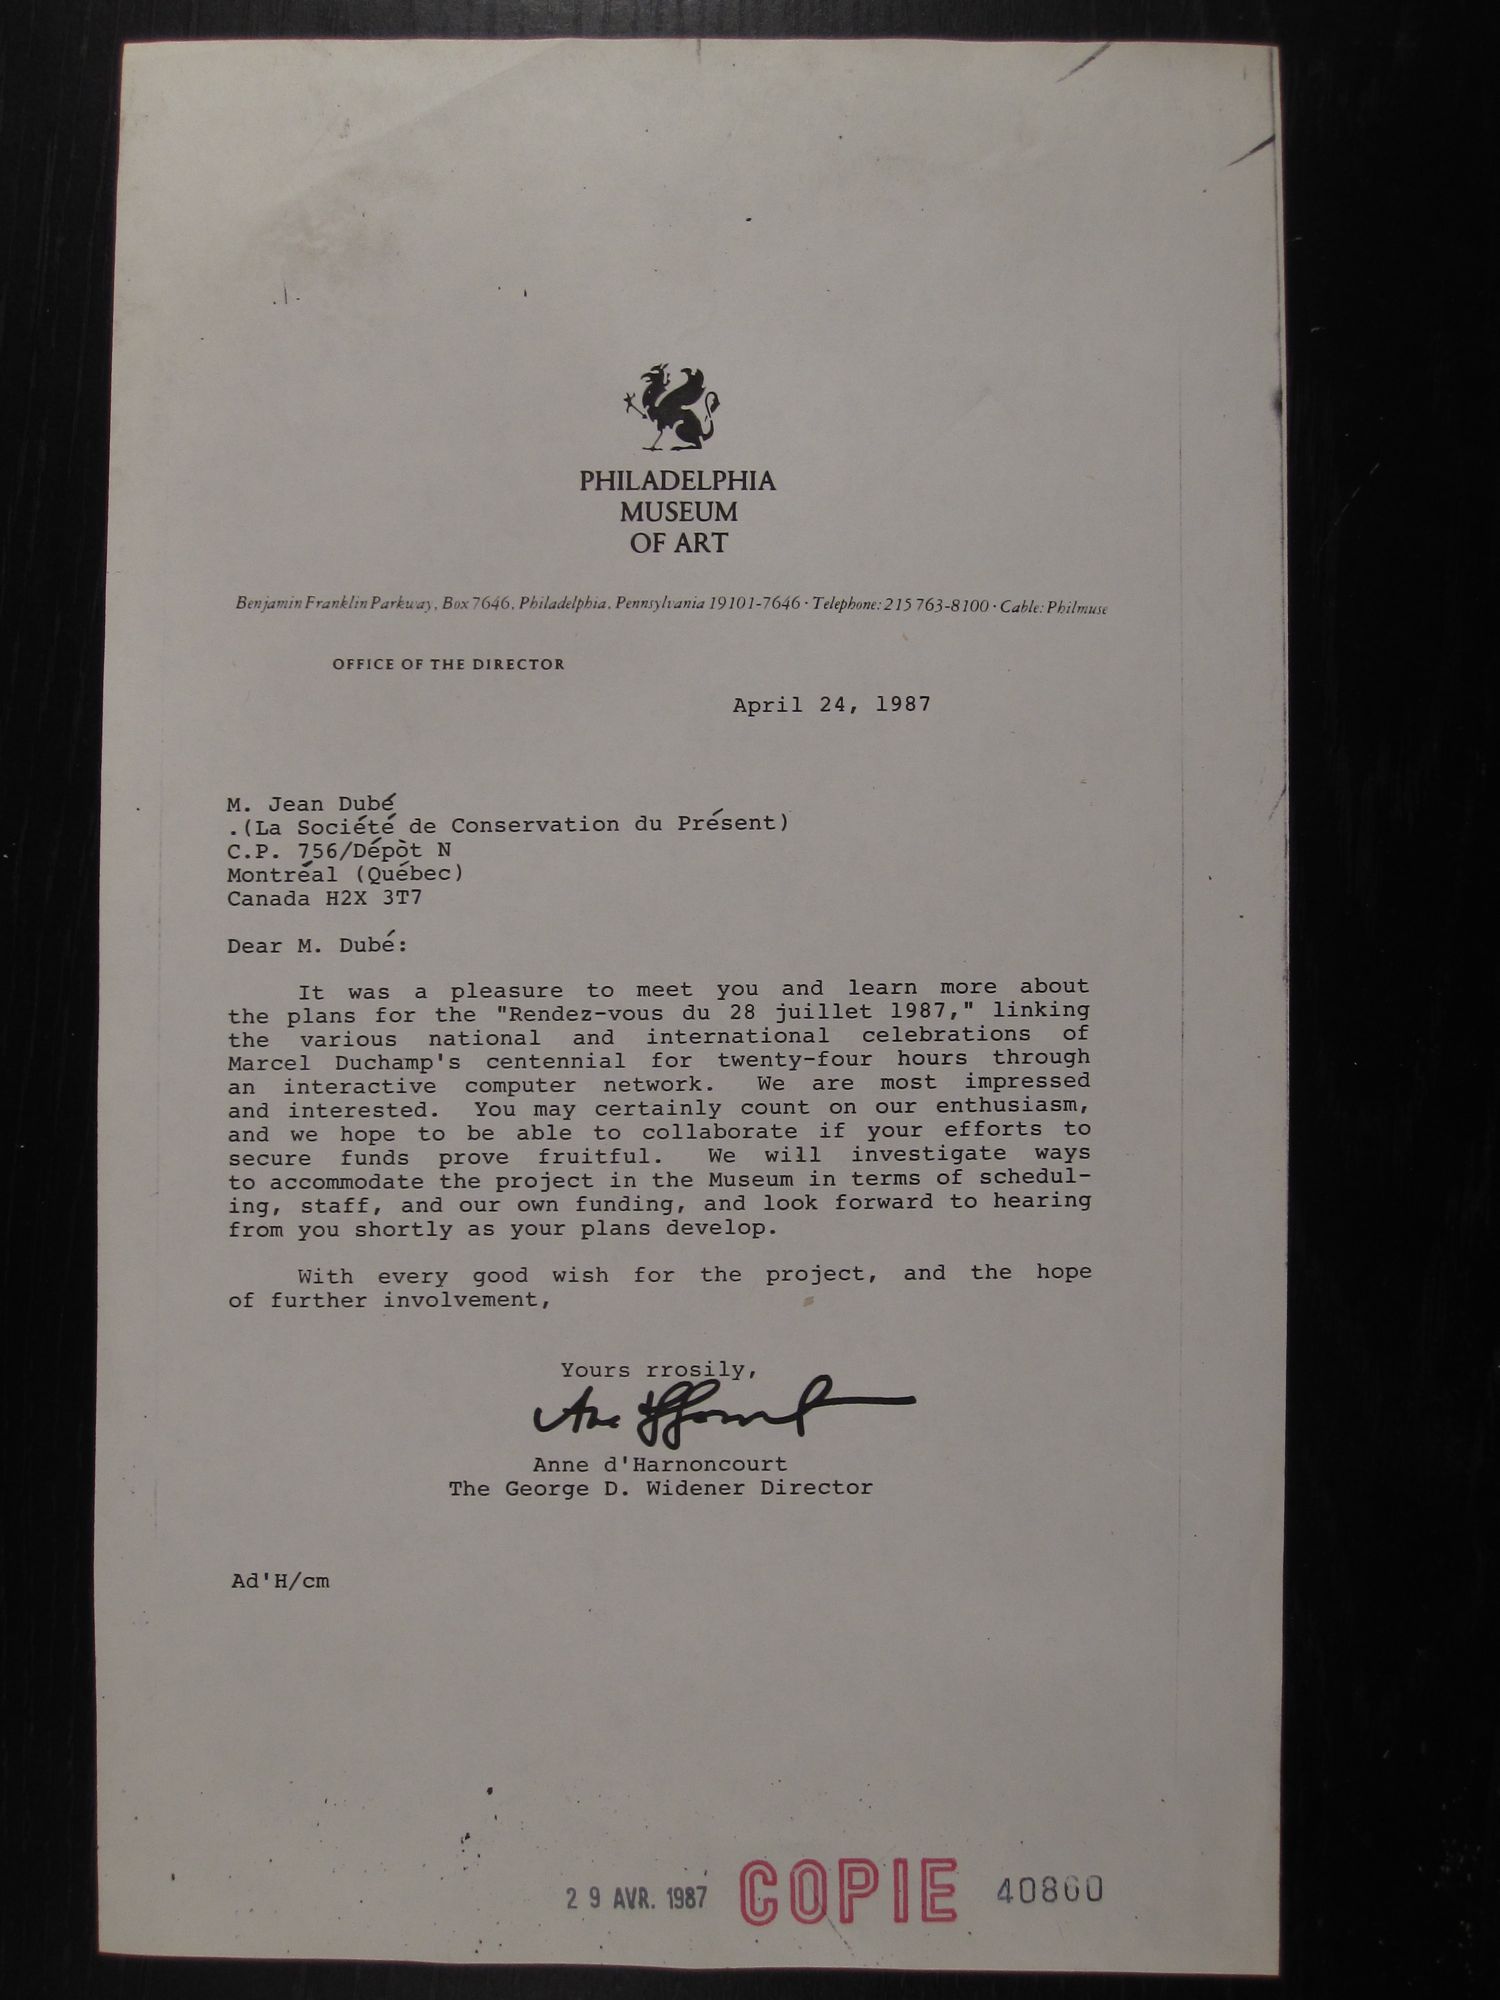 PHILADELPHIA
MUSEUM
OF ART
Benjamin Franklin Parkway, Box 7646, Philadelphia, Pennsylvania 19101-7646 · Telephone: 215 763-8100 · Cable: Philmuse
OFFICE OF THE DIRECTOR
April 24, 1987
M. Jean Dubé
.(La Société de Conservation du Présent)
C.P. 756/Dépòt N
Montréal (Québec)
Canada H2X 3T7
Dear M. Dubé:
It was a pleasure to meet you and learn more about
the plans for the "Rendez-vous du 28 juillet 1987," linking
the various national and international celebrations of
Marcel Duchamp's centennial for twenty-four hours through
an interactive computer network. We are most impressed
and interested. You may certainly count on our enthusiasm,
and we hope to be able to collaborate if your efforts to
secure funds prove fruitful. We will investigate ways
to accommodate the project in the Museum in terms of schedul-
ing, staff, and our own funding, and look forward to hearing
from you shortly as your plans develop.
With every good wish for the project, and the hope
of further involvement,
Yours rrosily,
Anne d'Harnoncourt
The George D. Widener Director
Ad'H/cm
29 AVR. 1987 COPIE 40860